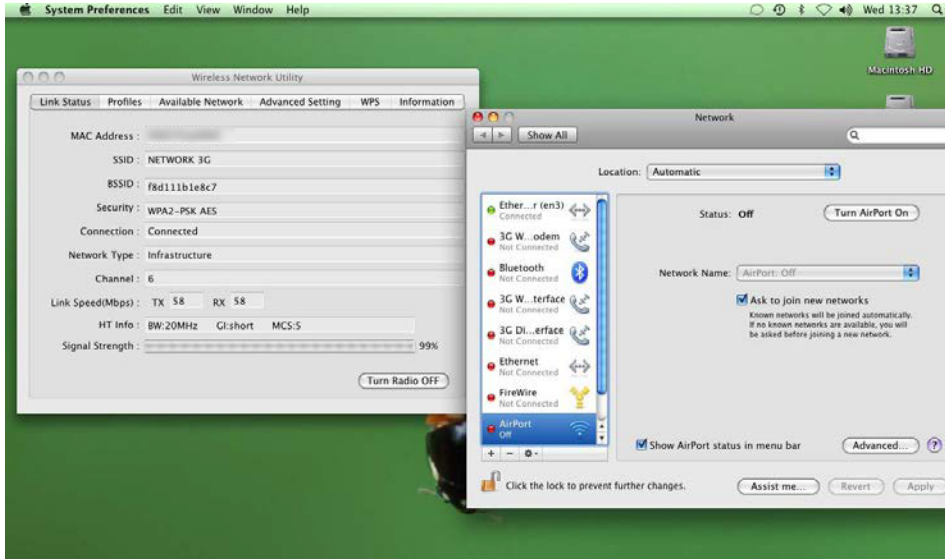 System Preferences Edit View Window Help
Wed 13:37
Macintosh HD
Wireless Network Utility
Link Status Profiles Available Network Advanced Setting WPS Information
MAC Address :
SSID : NETWORK 3G
BSSID : f8d111b1e8c7
Security : WPA2-PSK AES
Connection : Connected
Network Type : Infrastructure
Channel : 6
Link Speed(Mbps) : TX 58 RX 58
HT Info : BW:20MHz GI:short MCS:5
Signal Strength : 99%
Turn Radio OFF
Network
Show All
Location: Automatic
Ether...r (en3)
Connected
3G W...odem
Not Connected
Bluetooth
Not Connected
3G W...terface
Not Connected
3G Di...erface
Not Connected
Ethernet
Not Connected
FireWire
Not Connected
AirPort
Off
Status: Off Turn AirPort On
Network Name: AirPort: Off
Ask to join new networks
Known networks will be joined automatically.
If no known networks are available, you will
be asked before joining a new network.
Show AirPort status in menu bar Advanced... ?
Click the lock to prevent further changes. Assist me... Revert Apply